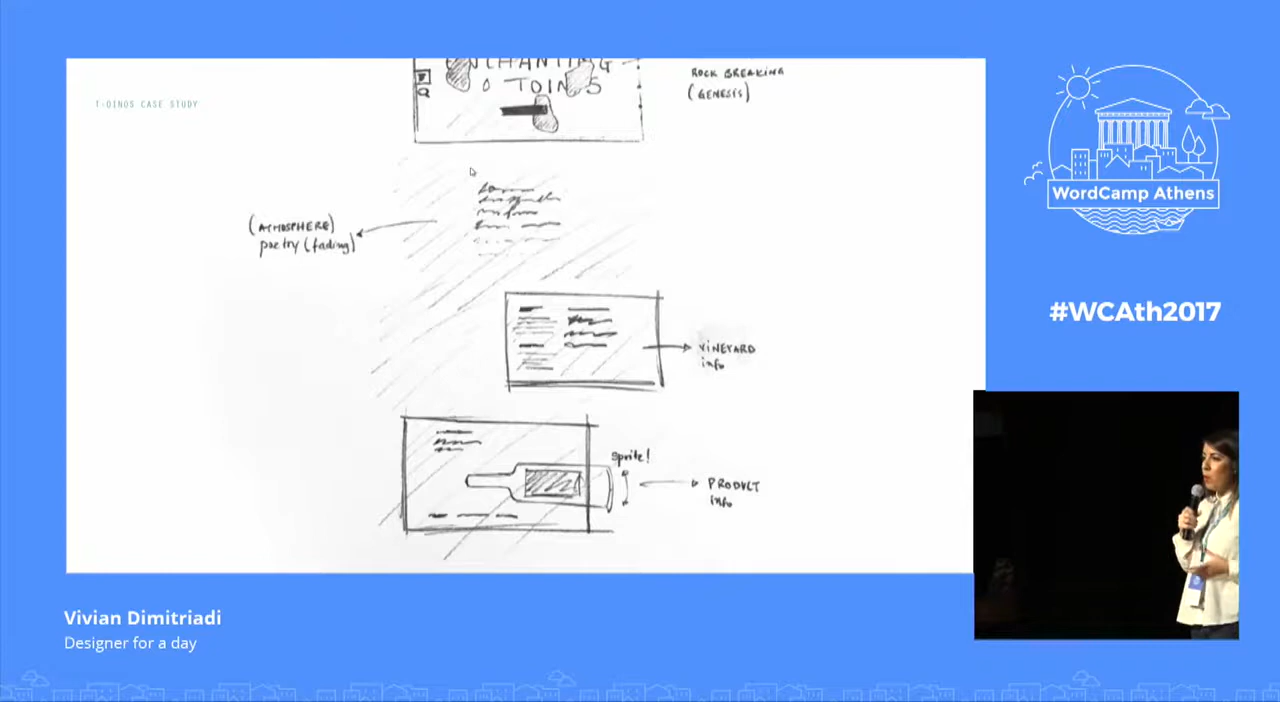 T-OINOS CASE STUDY
ENCHANTING
O TOINOS
ROCK BREAKING
(GENESIS)
(ATMOSPHERE)
poetry (fading)
VINEYARD
info
sprite!
PRODUCT
info
WordCamp Athens
#WCAth2017
Vivian Dimitriadi
Designer for a day